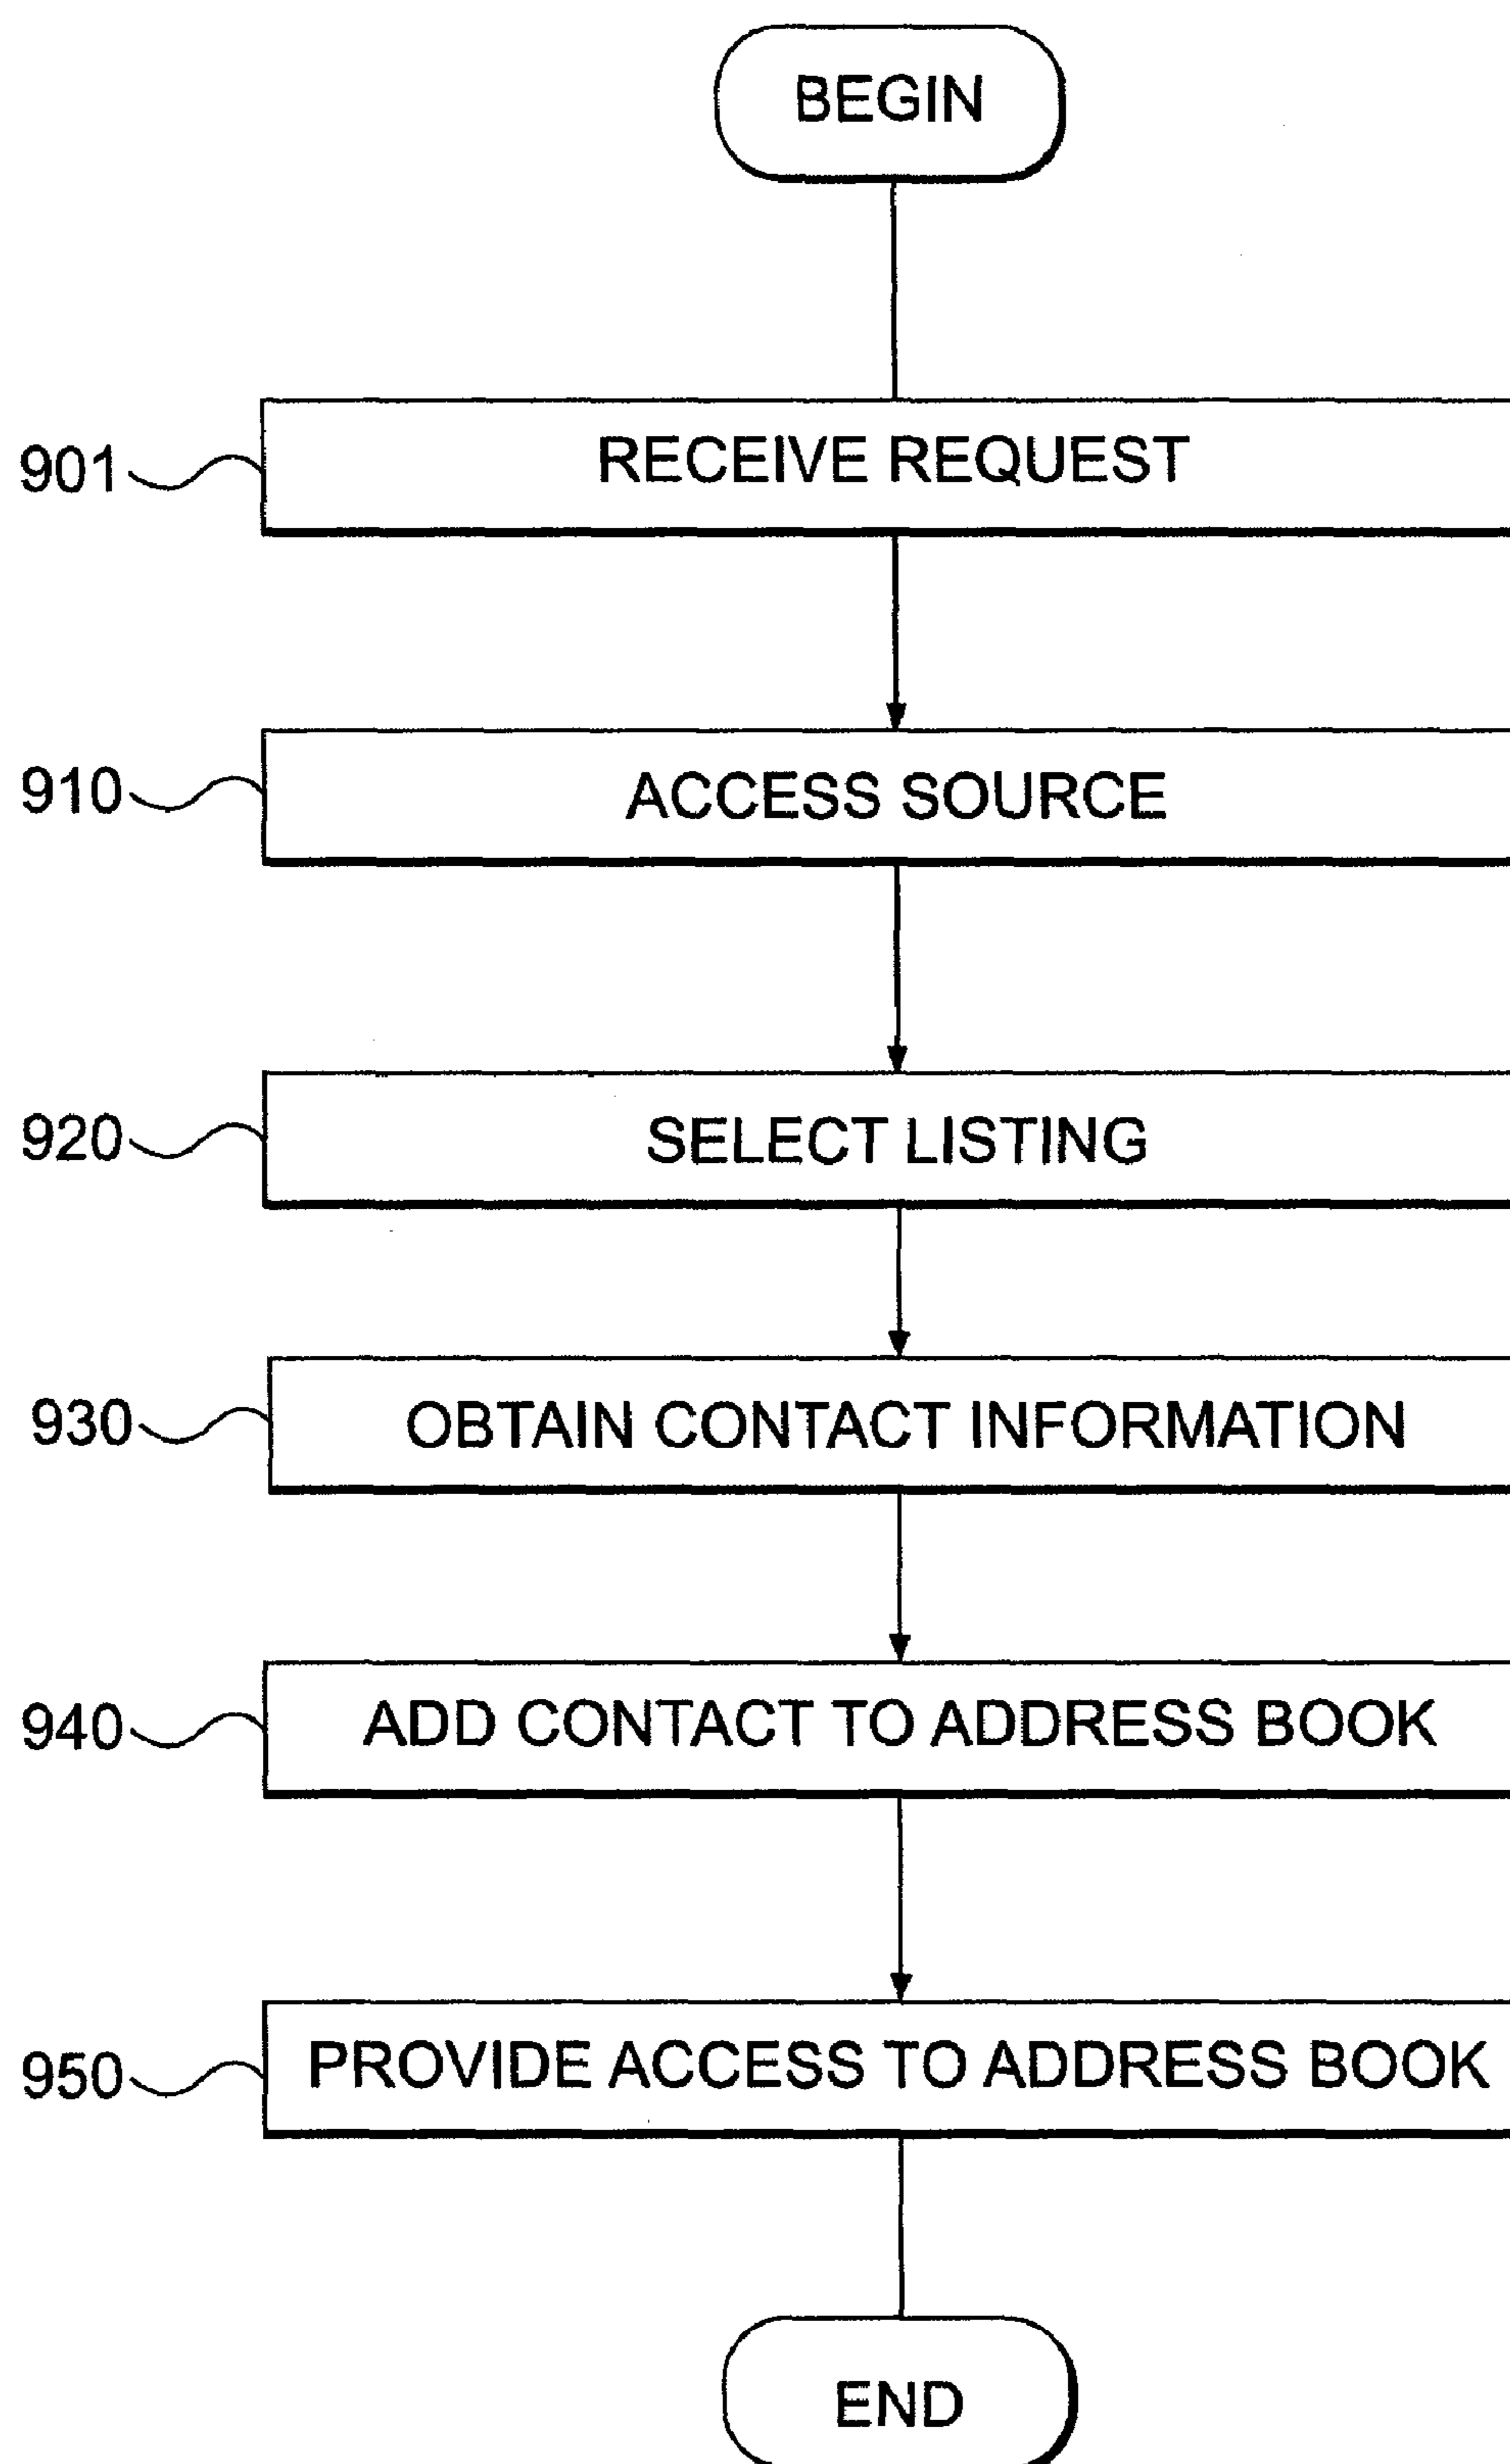 BEGIN
901 RECEIVE REQUEST
910 ACCESS SOURCE
920 SELECT LISTING
930 OBTAIN CONTACT INFORMATION
940 ADD CONTACT TO ADDRESS BOOK
950 PROVIDE ACCESS TO ADDRESS BOOK
END